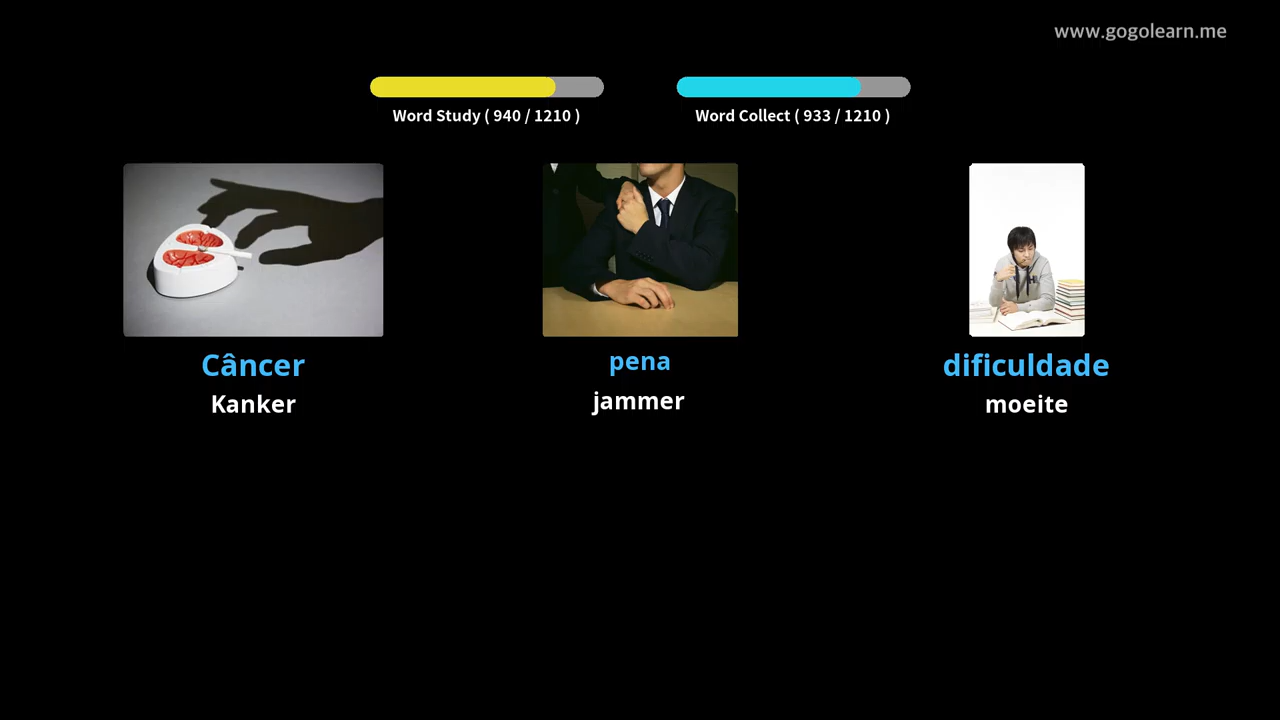 www.gogolearn.me
Word Study ( 940 / 1210 )
Word Collect ( 933 / 1210 )
Câncer
Kanker
pena
jammer
dificuldade
moeite